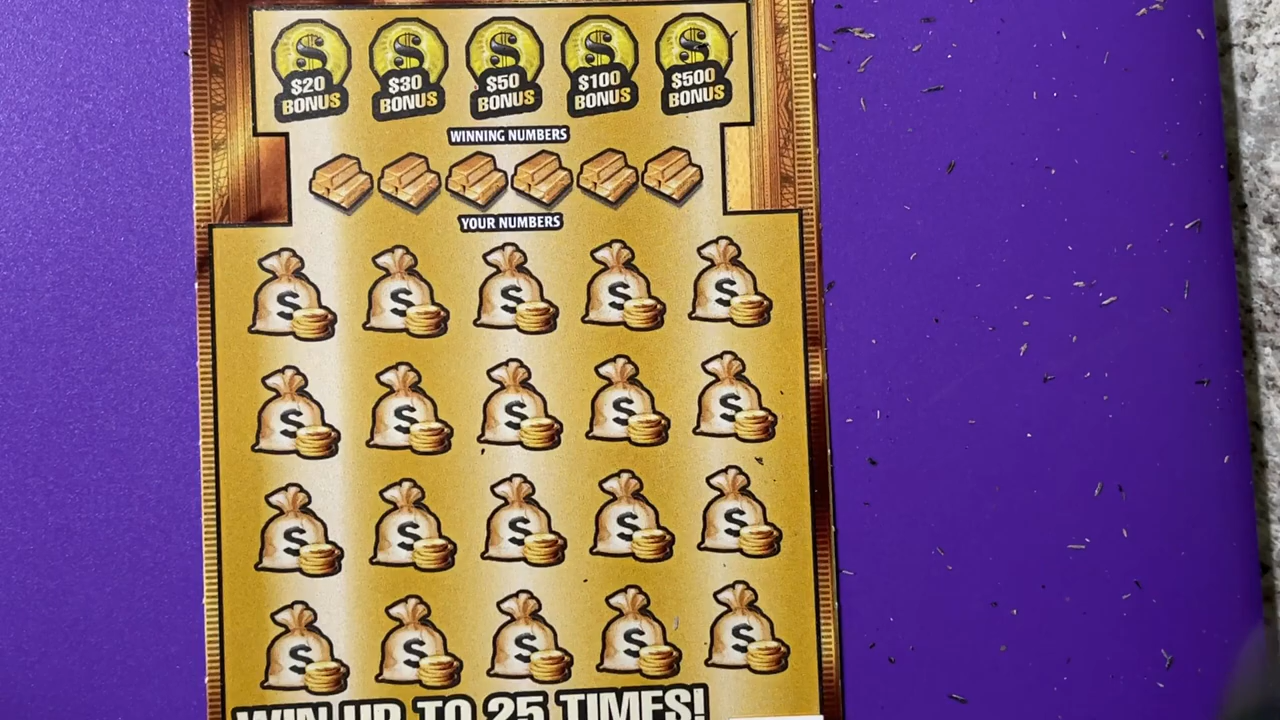 $20 BONUS $30 BONUS $50 BONUS $100 BONUS $500 BONUS
WINNING NUMBERS
YOUR NUMBERS
$ $ $ $ $
$ $ $ $ $
$ $ $ $ $
$ $ $ $ $
WIN UP TO 25 TIMES!